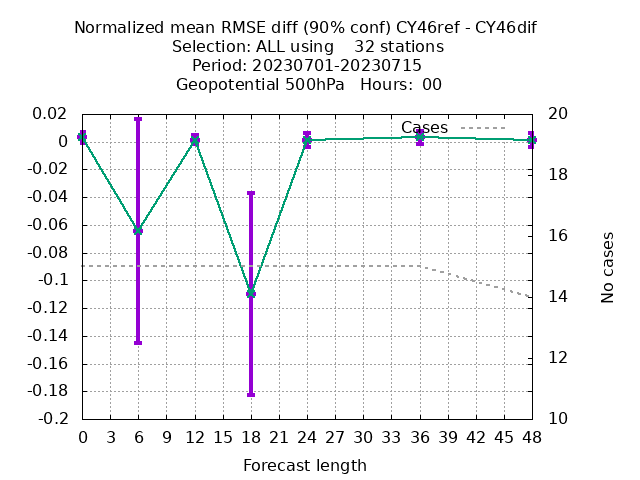 Normalized mean RMSE diff (90% conf) CY46ref - CY46dif
Selection: ALL using    32 stations
Period: 20230701-20230715
Geopotential 500hPa   Hours:  00
0.02
0
-0.02
-0.04
-0.06
-0.08
-0.1
-0.12
-0.14
-0.16
-0.18
-0.2
Cases
20
18
16
14
12
10
No cases
0 3 6 9 12 15 18 21 24 27 30 33 36 39 42 45 48
Forecast length